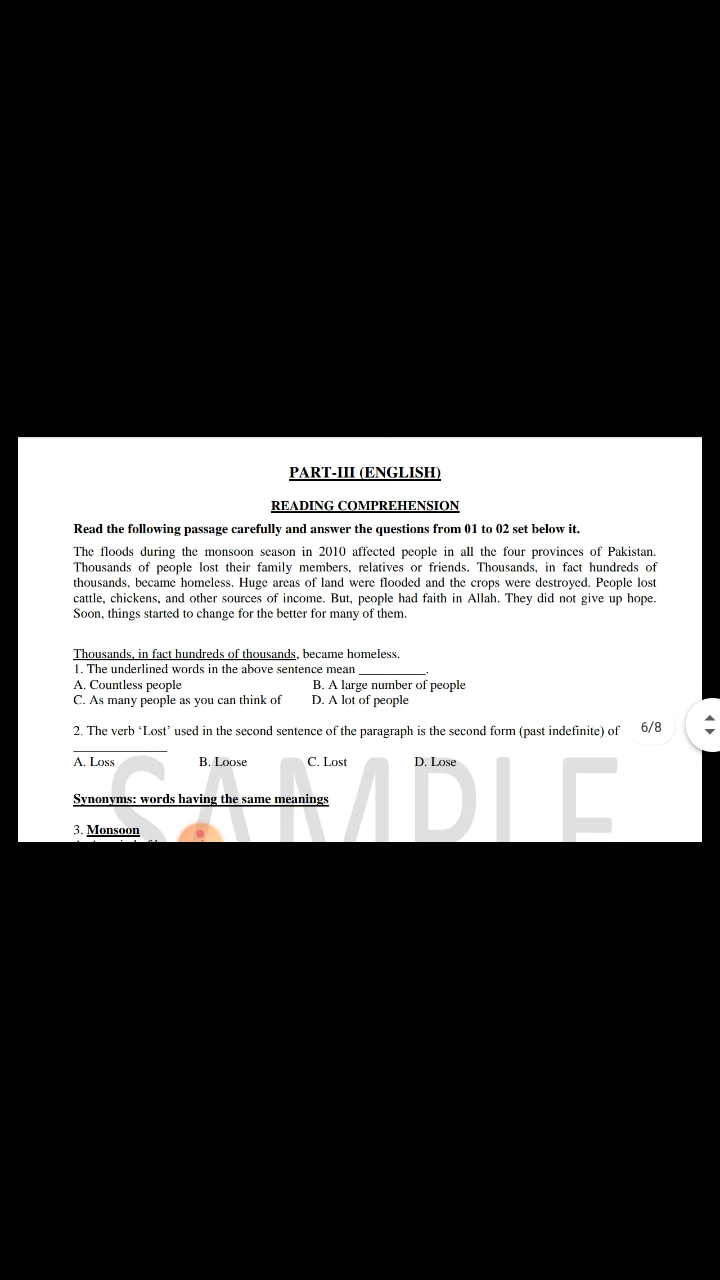 PART-III (ENGLISH)
READING COMPREHENSION
Read the following passage carefully and answer the questions from 01 to 02 set below it.
The floods during the monsoon season in 2010 affected people in all the four provinces of Pakistan.
Thousands of people lost their family members, relatives or friends. Thousands, in fact hundreds of
thousands, became homeless. Huge areas of land were flooded and the crops were destroyed. People lost
cattle, chickens, and other sources of income. But, people had faith in Allah. They did not give up hope.
Soon, things started to change for the better for many of them.
Thousands, in fact hundreds of thousands, became homeless.
1. The underlined words in the above sentence mean __________.
A. Countless people B. A large number of people
C. As many people as you can think of D. A lot of people
2. The verb ‘Lost’ used in the second sentence of the paragraph is the second form (past indefinite) of
______________
6/8
A. Loss B. Loose C. Lost D. Lose
SAMPLE
Synonyms: words having the same meanings
3. Monsoon